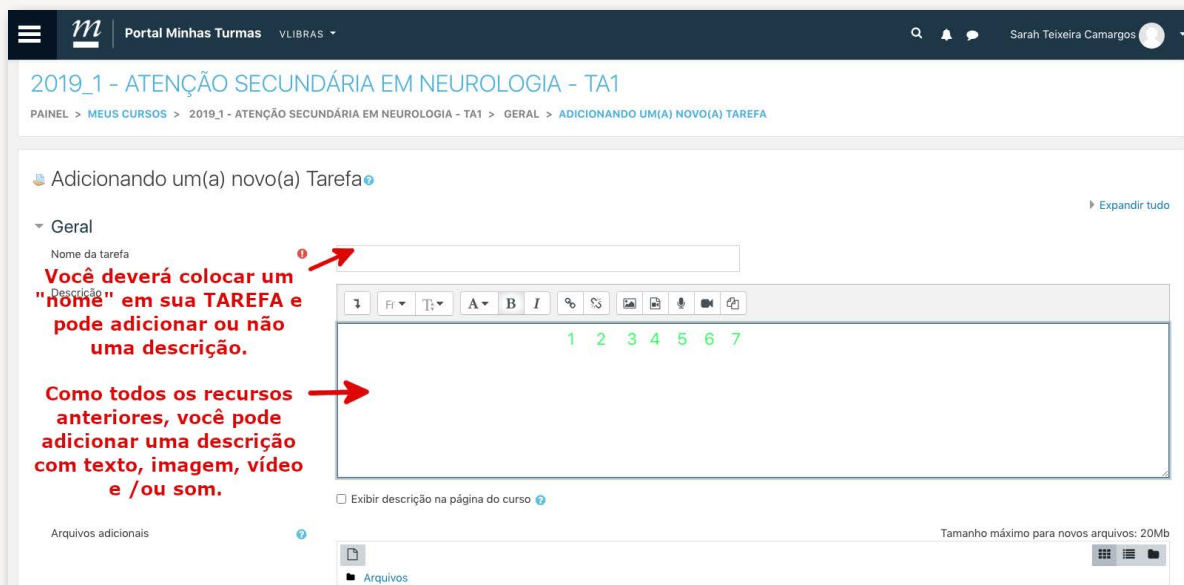 m Portal Minhas Turmas VLIBRAS Sarah Teixeira Camargos
2019_1 - ATENÇÃO SECUNDÁRIA EM NEUROLOGIA - TA1
PAINEL > MEUS CURSOS > 2019_1 - ATENÇÃO SECUNDÁRIA EM NEUROLOGIA - TA1 > GERAL > ADICIONANDO UM(A) NOVO(A) TAREFA
Adicionando um(a) novo(a) Tarefa
Expandir tudo
Geral
Nome da tarefa
Você deverá colocar um
"nome" em sua TAREFA e
pode adicionar ou não
uma descrição.
Descrição
Fr T A B I
1 2 3 4 5 6 7
Como todos os recursos
anteriores, você pode
adicionar uma descrição
com texto, imagem, vídeo
e /ou som.
Exibir descrição na página do curso
Arquivos adicionais
Tamanho máximo para novos arquivos: 20Mb
Arquivos